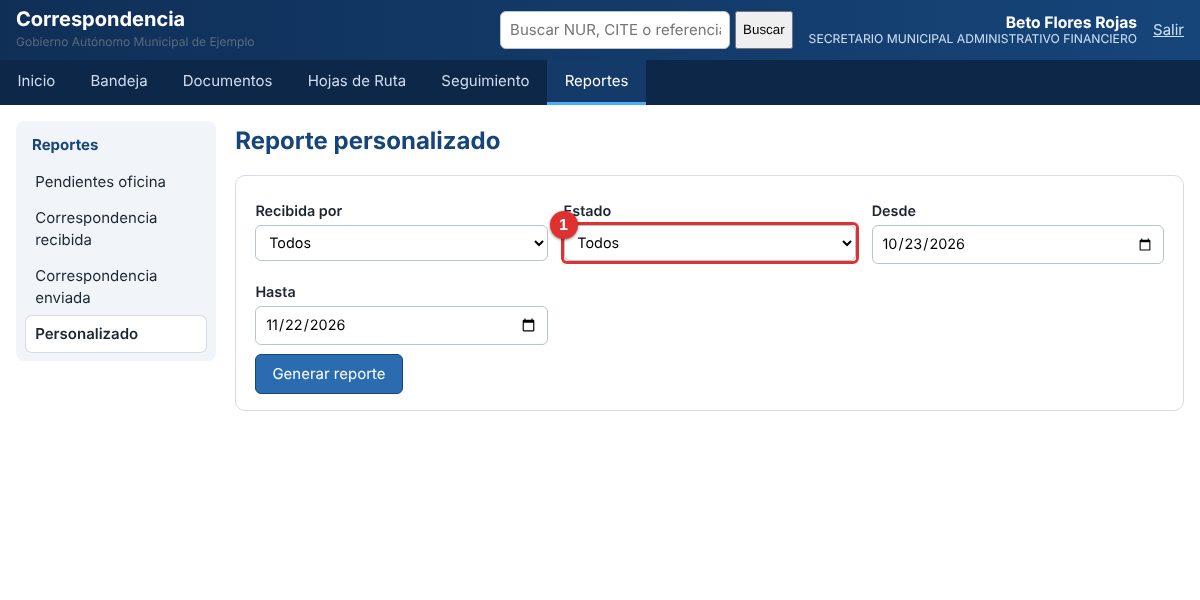 Correspondencia
Gobierno Autónomo Municipal de Ejemplo
Buscar NUR, CITE o referencia
Buscar
Beto Flores Rojas
SECRETARIO MUNICIPAL ADMINISTRATIVO FINANCIERO
Salir
Inicio
Bandeja
Documentos
Hojas de Ruta
Seguimiento
Reportes
Reportes
Pendientes oficina
Correspondencia
recibida
Correspondencia
enviada
Personalizado
Reporte personalizado
Recibida por
Todos
Estado
1
Todos
Desde
10/23/2026
Hasta
11/22/2026
Generar reporte